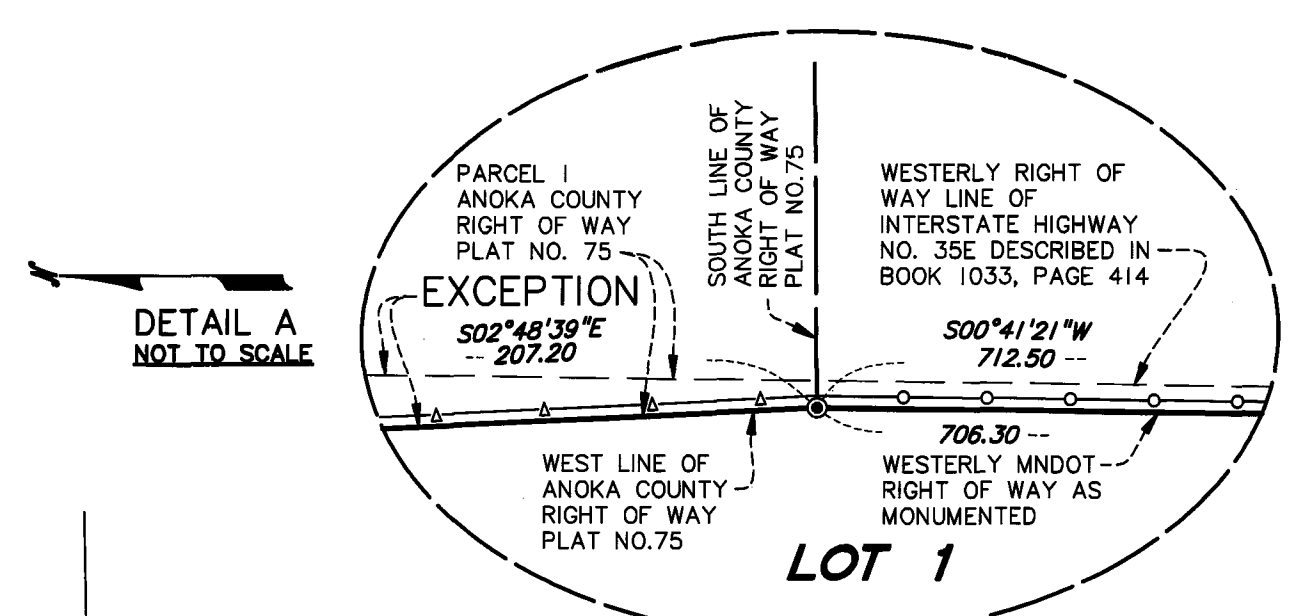 DETAIL A
NOT TO SCALE
PARCEL 1
ANOKA COUNTY
RIGHT OF WAY
PLAT NO. 75
EXCEPTION
S02°48'39"E
-- 207.20
SOUTH LINE OF
ANOKA COUNTY
RIGHT OF WAY
PLAT NO.75
WESTERLY RIGHT OF
WAY LINE OF
INTERSTATE HIGHWAY
NO. 35E DESCRIBED IN
BOOK 1033, PAGE 414
S00°41'21"W
712.50 --
706.30 --
WEST LINE OF
ANOKA COUNTY
RIGHT OF WAY
PLAT NO.75
WESTERLY MNDOT
RIGHT OF WAY AS
MONUMENTED
LOT 1